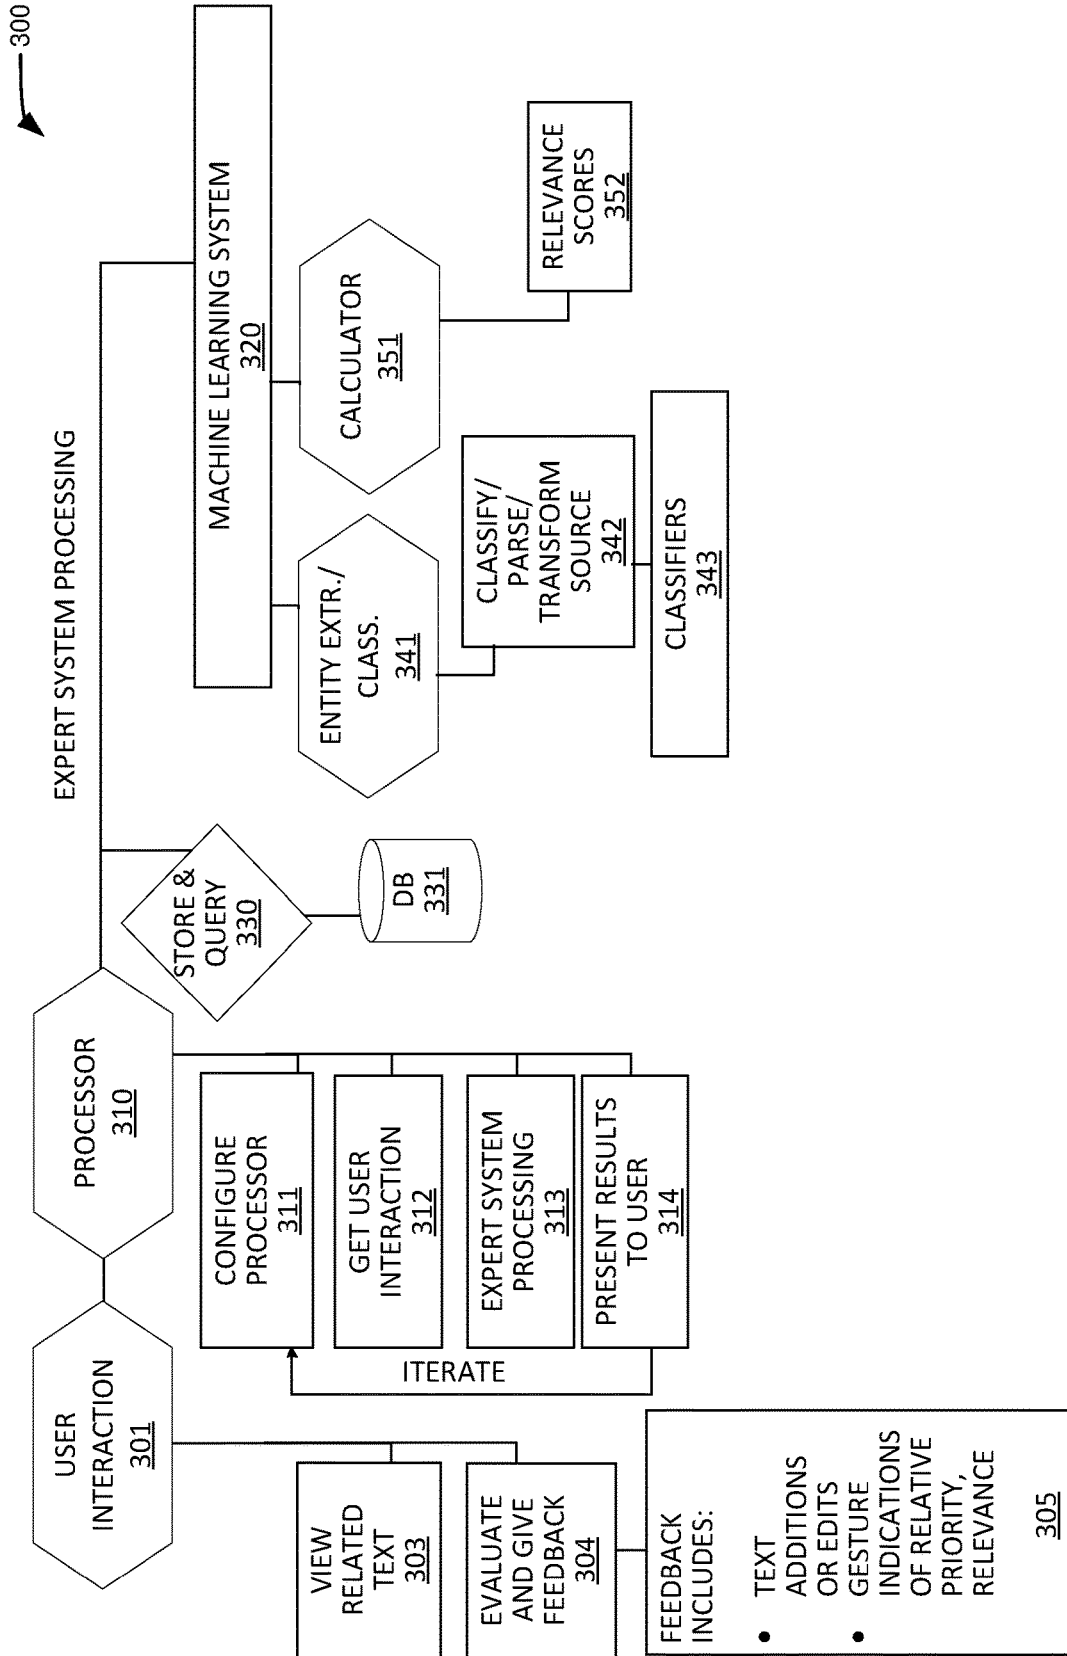 300
EXPERT SYSTEM PROCESSING
USER
INTERACTION
301
PROCESSOR
310
STORE &
QUERY
330
DB
331
MACHINE LEARNING SYSTEM
320
VIEW
RELATED
TEXT
303
EVALUATE
AND GIVE
FEEDBACK
304
FEEDBACK
INCLUDES:
• TEXT
ADDITIONS
OR EDITS
• GESTURE
INDICATIONS
OF RELATIVE
PRIORITY,
RELEVANCE
305
ITERATE
CONFIGURE
PROCESSOR
311
GET USER
INTERACTION
312
EXPERT SYSTEM
PROCESSING
313
PRESENT RESULTS
TO USER
314
ENTITY EXTR./
CLASS.
341
CLASSIFY/
PARSE/
TRANSFORM
SOURCE
342
CLASSIFIERS
343
CALCULATOR
351
RELEVANCE
SCORES
352